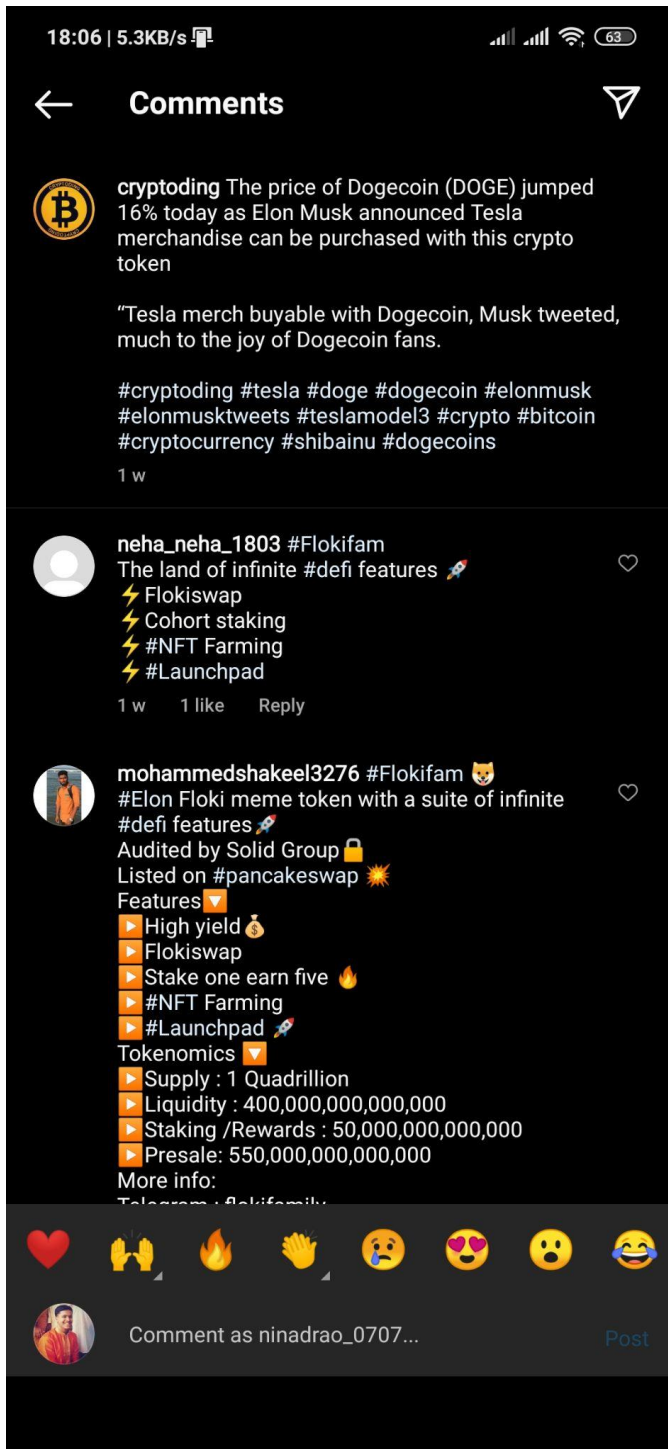 18:06 | 5.3KB/s
63
Comments
cryptoding The price of Dogecoin (DOGE) jumped
16% today as Elon Musk announced Tesla
merchandise can be purchased with this crypto
token
“Tesla merch buyable with Dogecoin, Musk tweeted,
much to the joy of Dogecoin fans.
#cryptoding #tesla #doge #dogecoin #elonmusk
#elonmusktweets #teslamodel3 #crypto #bitcoin
#cryptocurrency #shibainu #dogecoins
1 w
neha_neha_1803 #Flokifam
The land of infinite #defi features 🚀
⚡Flokiswap
⚡Cohort staking
⚡#NFT Farming
⚡#Launchpad
1 w 1 like Reply
mohammedshakeel3276 #Flokifam 🐕
#Elon Floki meme token with a suite of infinite
#defi features🚀
Audited by Solid Group🔒
Listed on #pancakeswap 💥
Features🔽
▶️High yield💰
▶️Flokiswap
▶️Stake one earn five 🔥
▶️#NFT Farming
▶️#Launchpad 🚀
Tokenomics 🔽
▶️Supply : 1 Quadrillion
▶️Liquidity : 400,000,000,000,000
▶️Staking /Rewards : 50,000,000,000,000
▶️Presale: 550,000,000,000,000
More info:
Telegram : flokifamily
Comment as ninadrao_0707...
Post